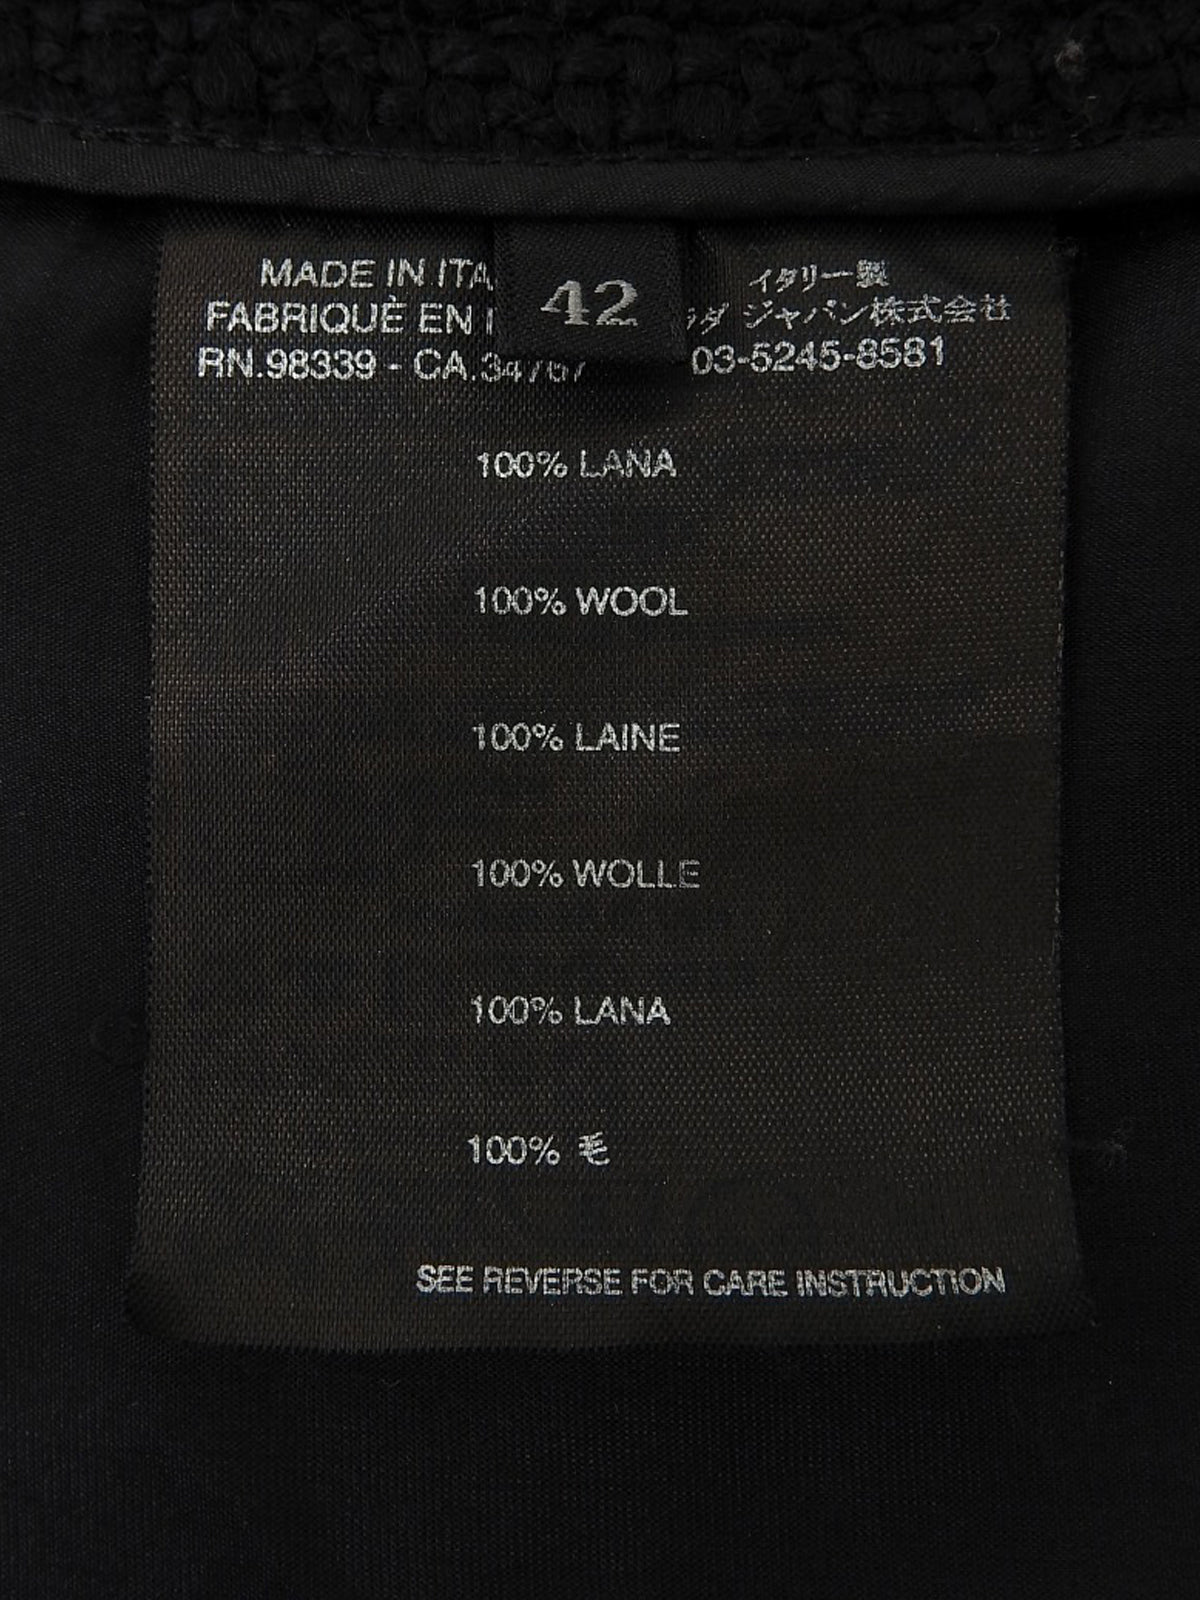 MADE IN ITA
イタリー製
FABRIQUÈ EN I
42
ダ ジャパン株式会社
RN.98339 - CA.34767
03-5245-8581
100% LANA
100% WOOL
100% LAINE
100% WOLLE
100% LANA
100% 毛
SEE REVERSE FOR CARE INSTRUCTION